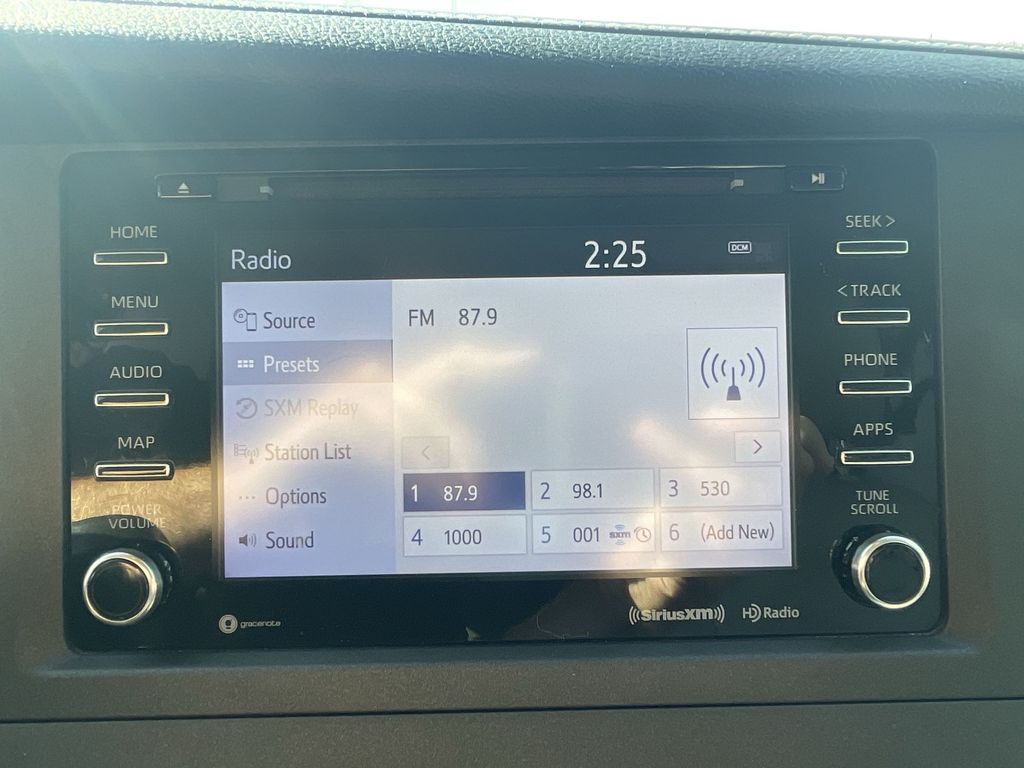 HOME
MENU
AUDIO
MAP
POWER
VOLUME
Radio 2:25 DCM
Source
Presets
SXM Replay
Station List
Options
Sound
FM 87.9
< >
1 87.9 2 98.1 3 530
4 1000 5 001 sxm 6 (Add New)
SEEK >
< TRACK
PHONE
APPS
TUNE
SCROLL
gracenote
((SiriusXM)) HD Radio